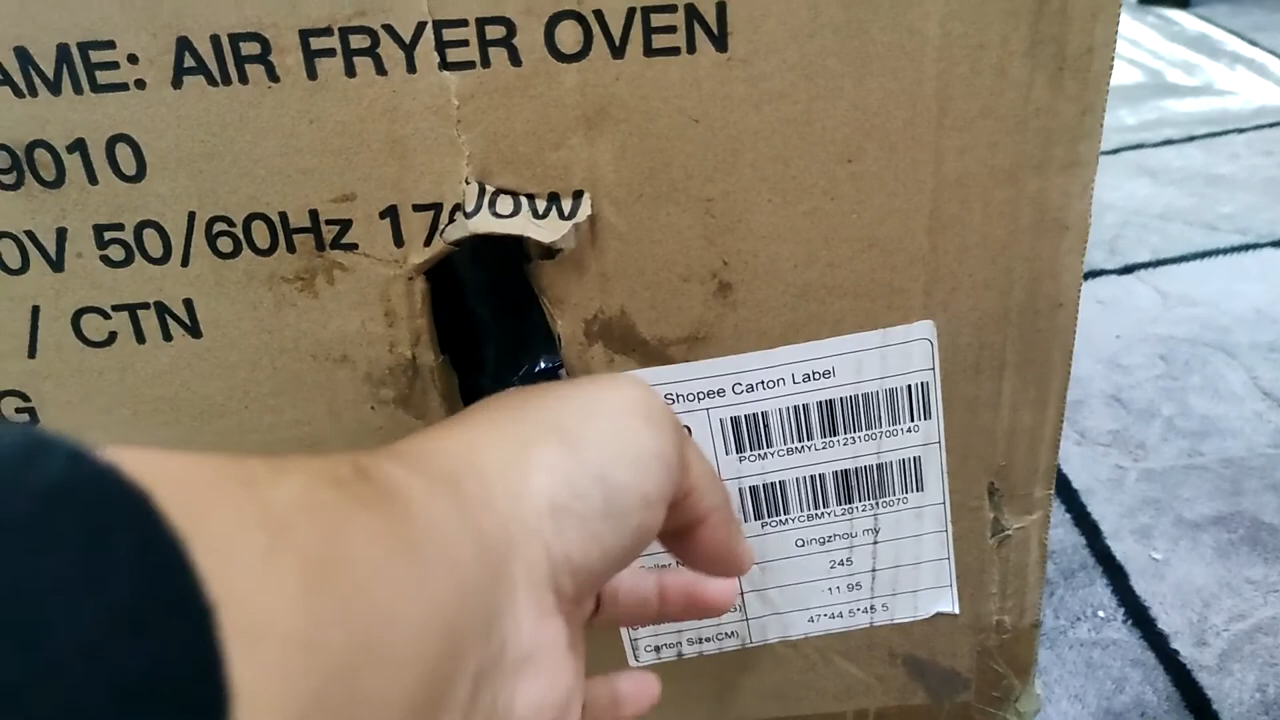 AME: AIR FRYER OVEN
9010
0V 50/60Hz 1700W
/ CTN
G
Shopee Carton Label
POMYCBMYL20123100700140
POMYCBMYL2012310070
Qingzhou my
245
11.95
Carton Size(CM) 47*44.5*45.5